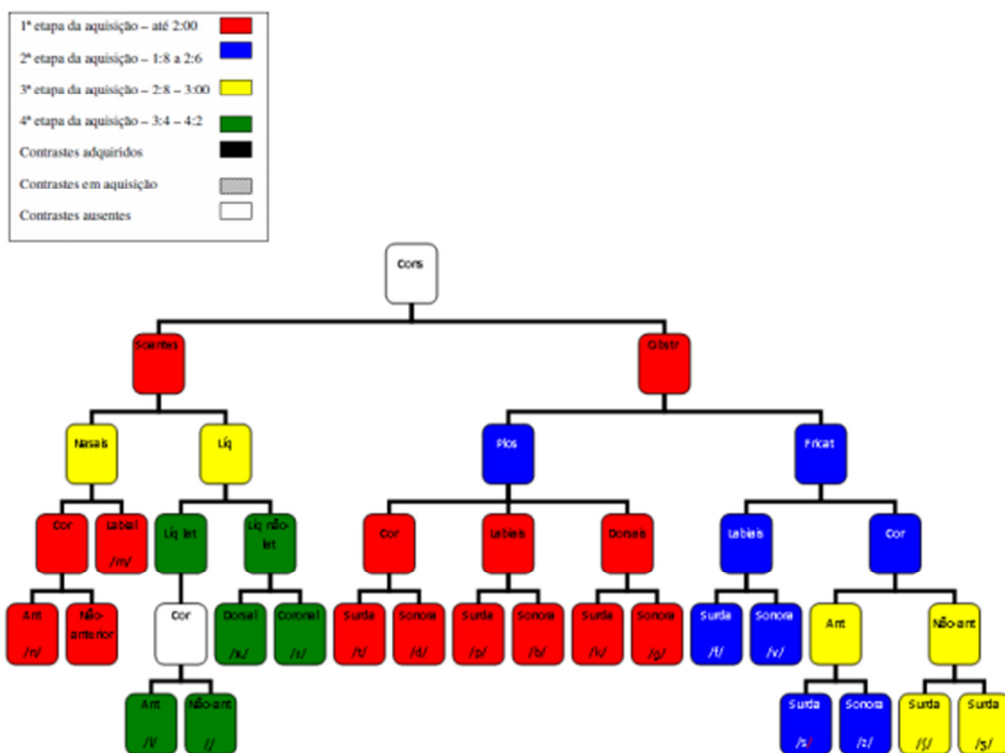 1ª etapa da aquisição – até 2:00
2ª etapa da aquisição – 1:8 a 2:6
3ª etapa da aquisição – 2:8 – 3:00
4ª etapa da aquisição – 3:4 – 4:2
Contrastes adquiridos
Contrastes em aquisição
Contrastes ausentes
Cons
Soantes
Obstr
Nasais
Líq
Plos
Fricat
Cor
Labial
/m/
Líq lat
Líq não-
lat
Cor
Labiais
Dorsais
Labiais
Cor
Ant
/n/
Não-
anterior
Cor
Dorsal
Coronal
Surda
/t/
Sonora
/d/
Surda
/p/
Sonora
/b/
Surda
/k/
Sonora
/g/
Surda
/f/
Sonora
/v/
Ant
Não-ant
Ant
/l/
Não-ant
Surda
/s/
Sonora
/z/
Surda
/ʃ/
Surda
/ʒ/